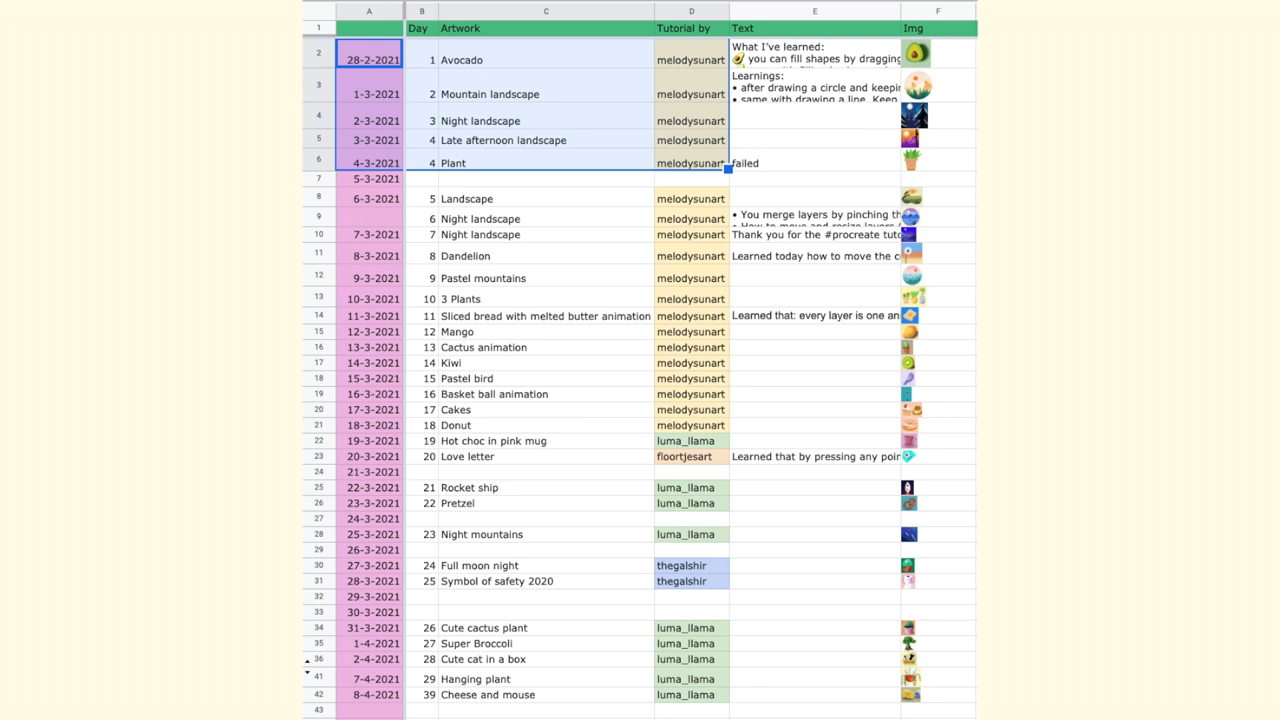 A B C D E F
1 Day Artwork Tutorial by Text Img
2 28-2-2021 1 Avocado melodysunart What I've learned:
🥑 you can fill shapes by dragging
3 1-3-2021 2 Mountain landscape melodysunart Learnings:
• after drawing a circle and keepi
• same with drawing a line. Keep
4 2-3-2021 3 Night landscape melodysunart
5 3-3-2021 4 Late afternoon landscape melodysunart
6 4-3-2021 4 Plant melodysunart failed
7 5-3-2021
8 6-3-2021 5 Landscape melodysunart
9 6 Night landscape melodysunart • You merge layers by pinching th
10 7-3-2021 7 Night landscape melodysunart Thank you for the #procreate tuto
11 8-3-2021 8 Dandelion melodysunart Learned today how to move the c
12 9-3-2021 9 Pastel mountains melodysunart
13 10-3-2021 10 3 Plants melodysunart
14 11-3-2021 11 Sliced bread with melted butter animation melodysunart Learned that: every layer is one an
15 12-3-2021 12 Mango melodysunart
16 13-3-2021 13 Cactus animation melodysunart
17 14-3-2021 14 Kiwi melodysunart
18 15-3-2021 15 Pastel bird melodysunart
19 16-3-2021 16 Basket ball animation melodysunart
20 17-3-2021 17 Cakes melodysunart
21 18-3-2021 18 Donut melodysunart
22 19-3-2021 19 Hot choc in pink mug luma_llama
23 20-3-2021 20 Love letter floortjesart Learned that by pressing any poin
24 21-3-2021
25 22-3-2021 21 Rocket ship luma_llama
26 23-3-2021 22 Pretzel luma_llama
27 24-3-2021
28 25-3-2021 23 Night mountains luma_llama
29 26-3-2021
30 27-3-2021 24 Full moon night thegalshir
31 28-3-2021 25 Symbol of safety 2020 thegalshir
32 29-3-2021
33 30-3-2021
34 31-3-2021 26 Cute cactus plant luma_llama
35 1-4-2021 27 Super Broccoli luma_llama
36 2-4-2021 28 Cute cat in a box luma_llama
41 7-4-2021 29 Hanging plant luma_llama
42 8-4-2021 39 Cheese and mouse luma_llama
43